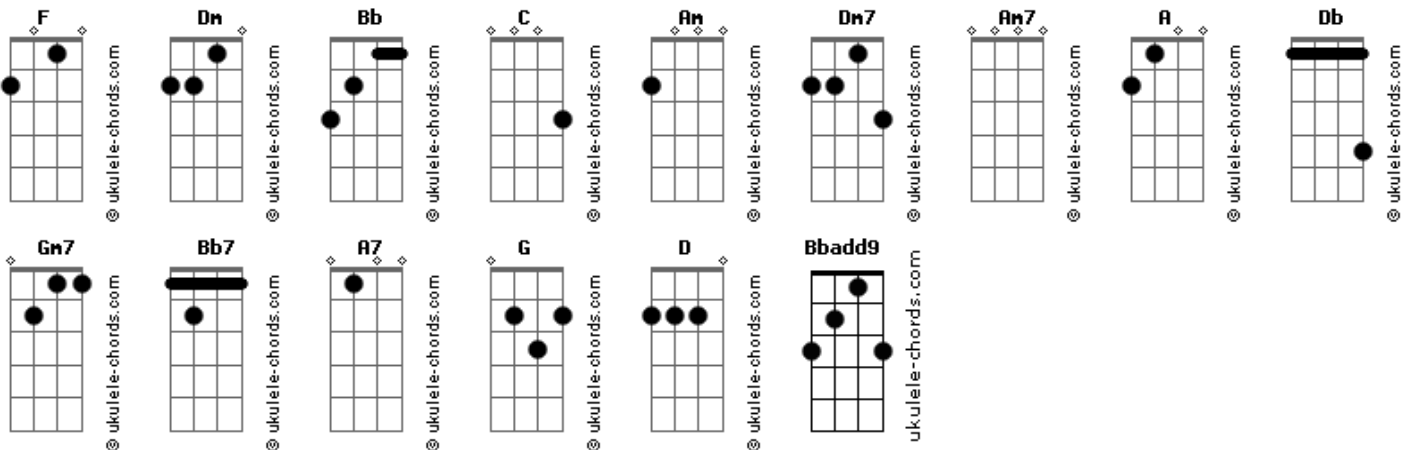 F Dm Bb C Am Dm7 Am7 A Db
© ukulele-chords.com © ukulele-chords.com © ukulele-chords.com © ukulele-chords.com © ukulele-chords.com © ukulele-chords.com © ukulele-chords.com © ukulele-chords.com © ukulele-chords.com
Gm7 Bb7 A7 G D Bbadd9
© ukulele-chords.com © ukulele-chords.com © ukulele-chords.com © ukulele-chords.com © ukulele-chords.com ukulele-chords.com